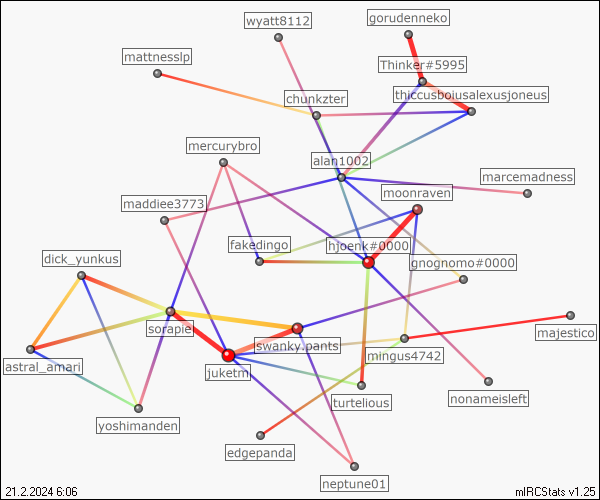 gorudenneko
wyatt8112
mattnesslp
Thinker#5995
thiccusboiusalexusjoneus
chunkzter
mercurybro
alan1002
marcemadness
moonraven
maddiee3773
fakedingo
hjoenk#0000
dick_yunkus
gnognomo#0000
sorapie
majestico
swanky.pants
mingus4742
astral_amari
juketm
turtelious
nonameisleft
yoshimanden
edgepanda
neptune01
21.2.2024 6:06
mIRCStats v1.25